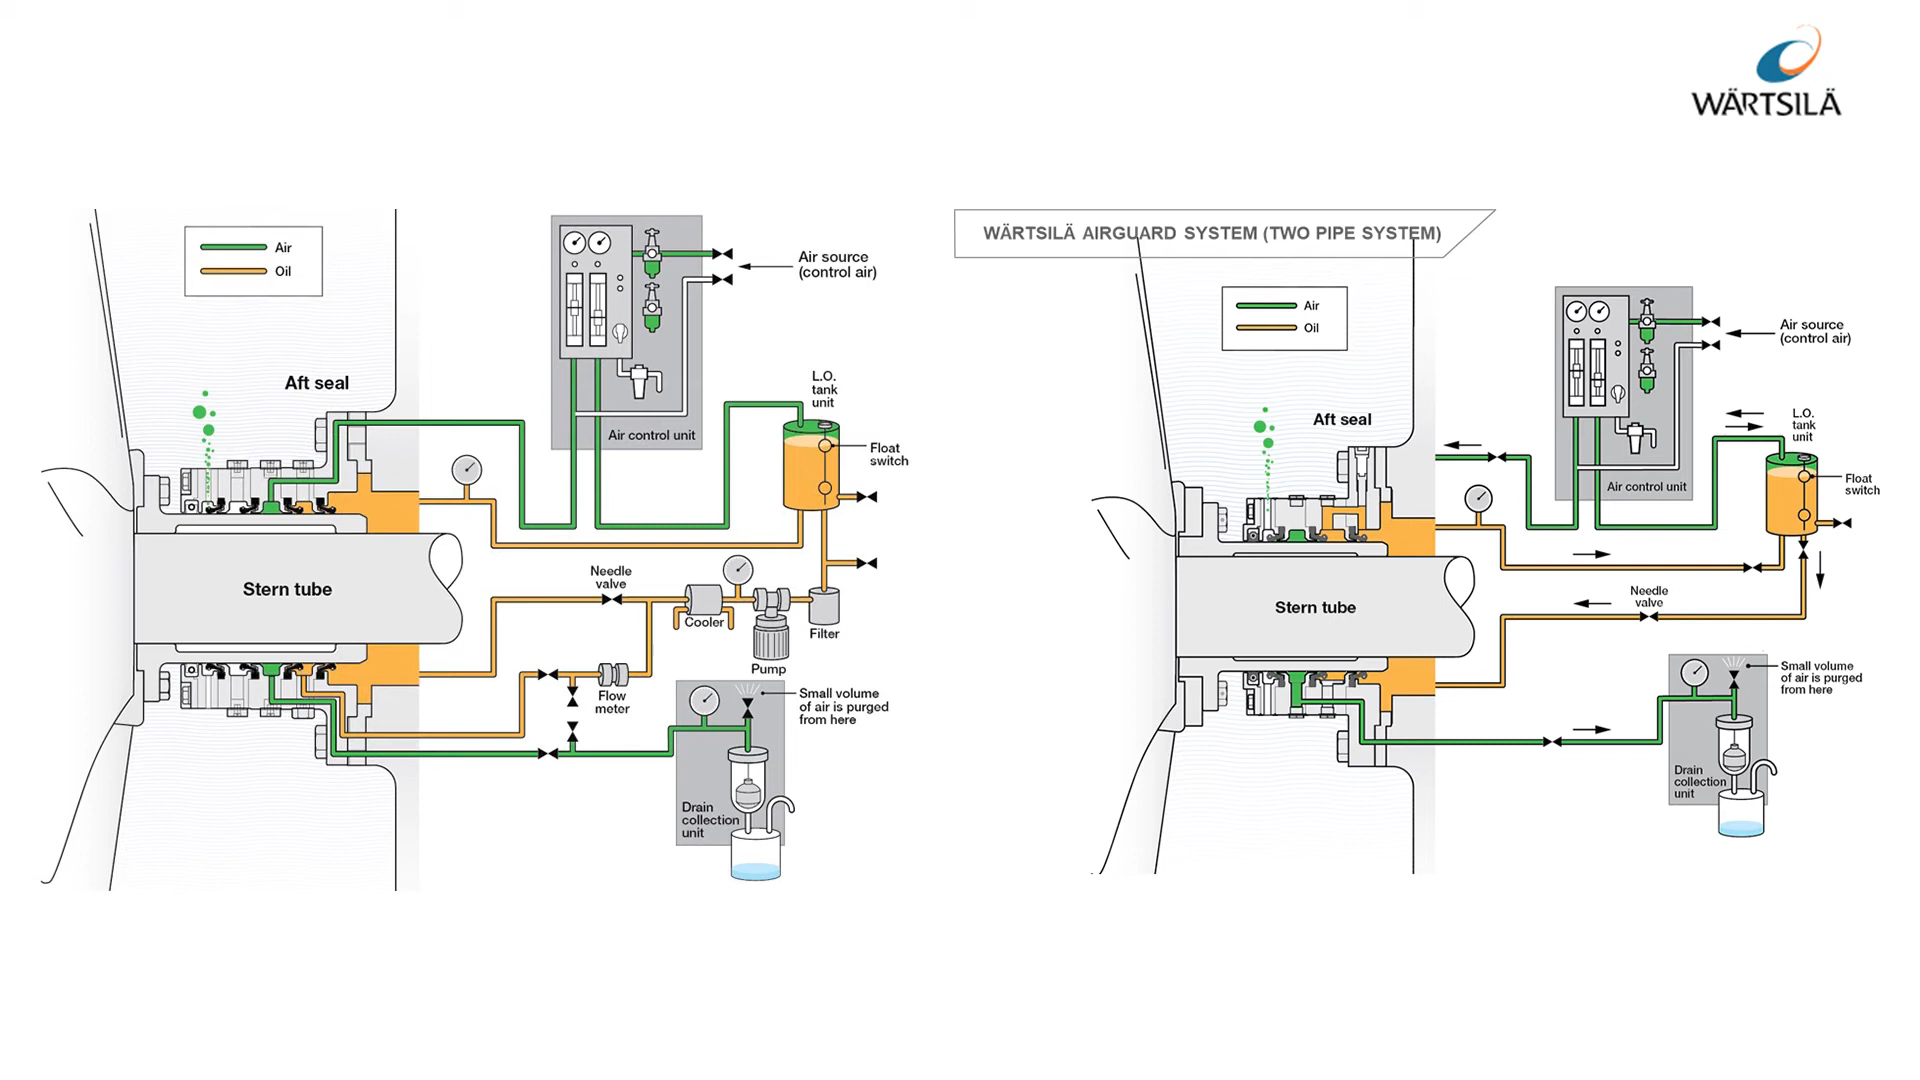 WÄRTSILÄ
Air
Oil
Aft seal
Air source
(control air)
Air control unit
L.O.
tank
unit
Float
switch
Stern tube
Needle
valve
Cooler
Filter
Pump
Flow
meter
Small volume
of air is purged
from here
Drain
collection
unit
WÄRTSILÄ AIRGUARD SYSTEM (TWO PIPE SYSTEM)
Air
Oil
Aft seal
Air source
(control air)
Air control unit
L.O.
tank
unit
Float
switch
Stern tube
Needle
valve
Small volume
of air is purged
from here
Drain
collection
unit